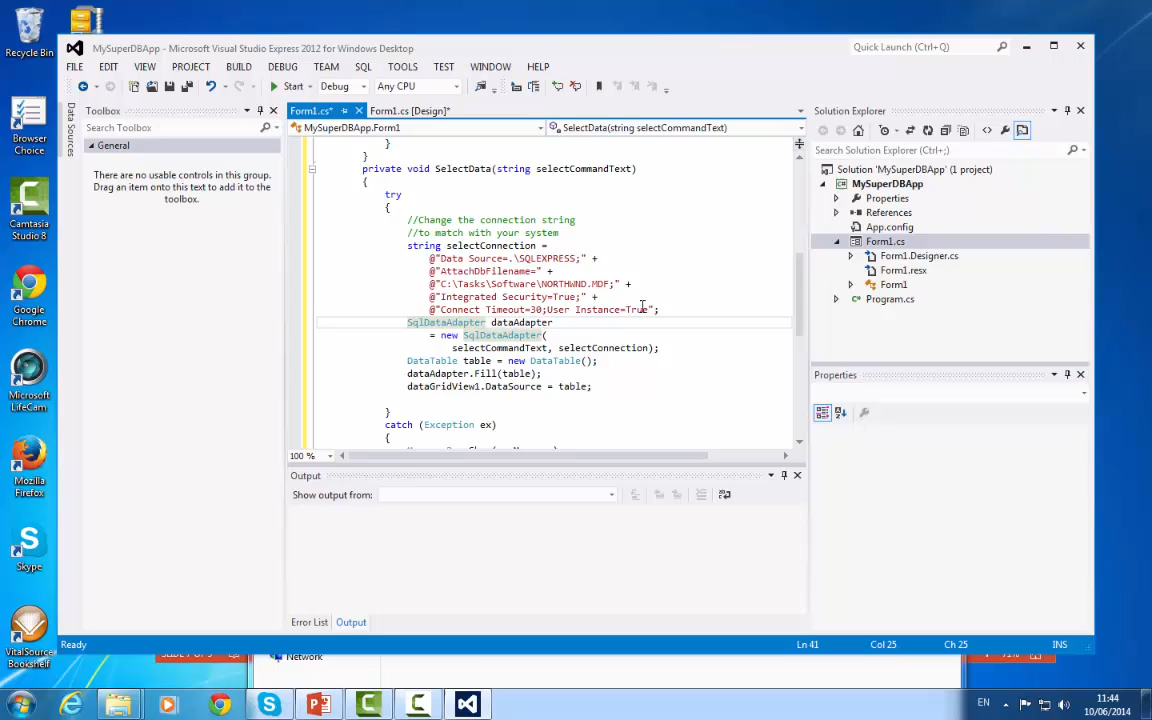 Recycle Bin
Browser
Choice
Camtasia
Studio 8
Google
Chrome
Microsoft
LifeCam
Mozilla
Firefox
Skype
VitalSource
Bookshelf
MySuperDBApp - Microsoft Visual Studio Express 2012 for Windows Desktop
Quick Launch (Ctrl+Q)
FILE EDIT VIEW PROJECT BUILD DEBUG TEAM SQL TOOLS TEST WINDOW HELP
Start Debug Any CPU
Data Sources
Toolbox
Search Toolbox
General
There are no usable controls in this group.
Drag an item onto this text to add it to the
toolbox.
Form1.cs* Form1.cs [Design]*
MySuperDBApp.Form1 SelectData(string selectCommandText)
}
}
private void SelectData(string selectCommandText)
{
try
{
//Change the connection string
//to match with your system
string selectConnection =
@"Data Source=.\SQLEXPRESS;" +
@"AttachDbFilename=" +
@"C:\Tasks\Software\NORTHWND.MDF;" +
@"Integrated Security=True;" +
@"Connect Timeout=30;User Instance=True";
SqlDataAdapter dataAdapter
= new SqlDataAdapter(
selectCommandText, selectConnection);
DataTable table = new DataTable();
dataAdapter.Fill(table);
dataGridView1.DataSource = table;
}
catch (Exception ex)
{
100 %
Output
Show output from:
Error List Output
Solution Explorer
Search Solution Explorer (Ctrl+;)
Solution 'MySuperDBApp' (1 project)
MySuperDBApp
Properties
References
App.config
Form1.cs
Form1.Designer.cs
Form1.resx
Form1
Program.cs
Properties
Ready Ln 41 Col 25 Ch 25 INS
Network
EN
11:44
10/06/2014